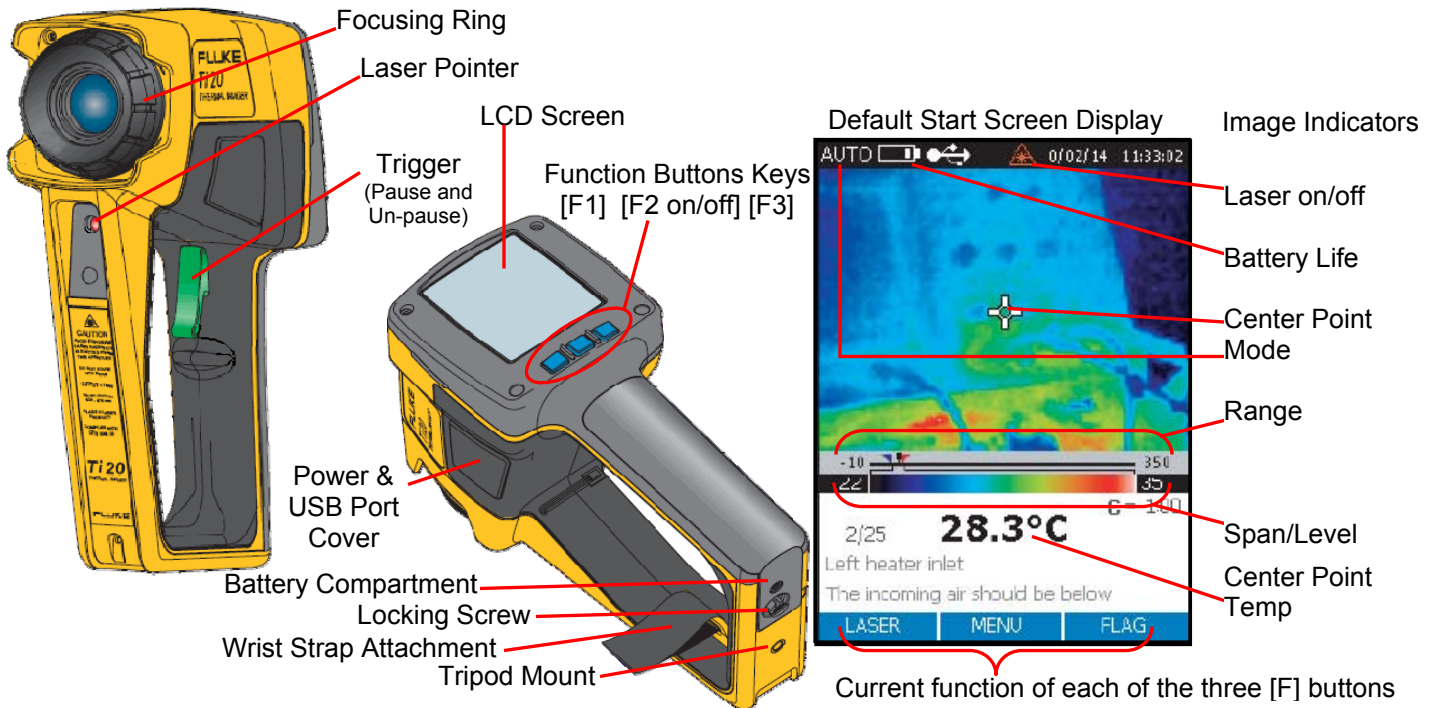 Focusing Ring
Laser Pointer
FLUKE
Ti20
THERMAL IMAGER
Trigger
(Pause and
Un-pause)
CAUTION
Ti20
FLUKE
LCD Screen
Function Buttons Keys
[F1] [F2 on/off] [F3]
FLUKE
Power &
USB Port
Cover
Battery Compartment
Locking Screw
Wrist Strap Attachment
Tripod Mount
Default Start Screen Display
Image Indicators
AUTO 0/02/14 11:33:02
Laser on/off
Battery Life
Center Point
Mode
Range
-10 350
22 35
2/25 28.3°C
Span/Level
Left heater inlet
Center Point
Temp
The incoming air should be below
LASER MENU FLAG
Current function of each of the three [F] buttons